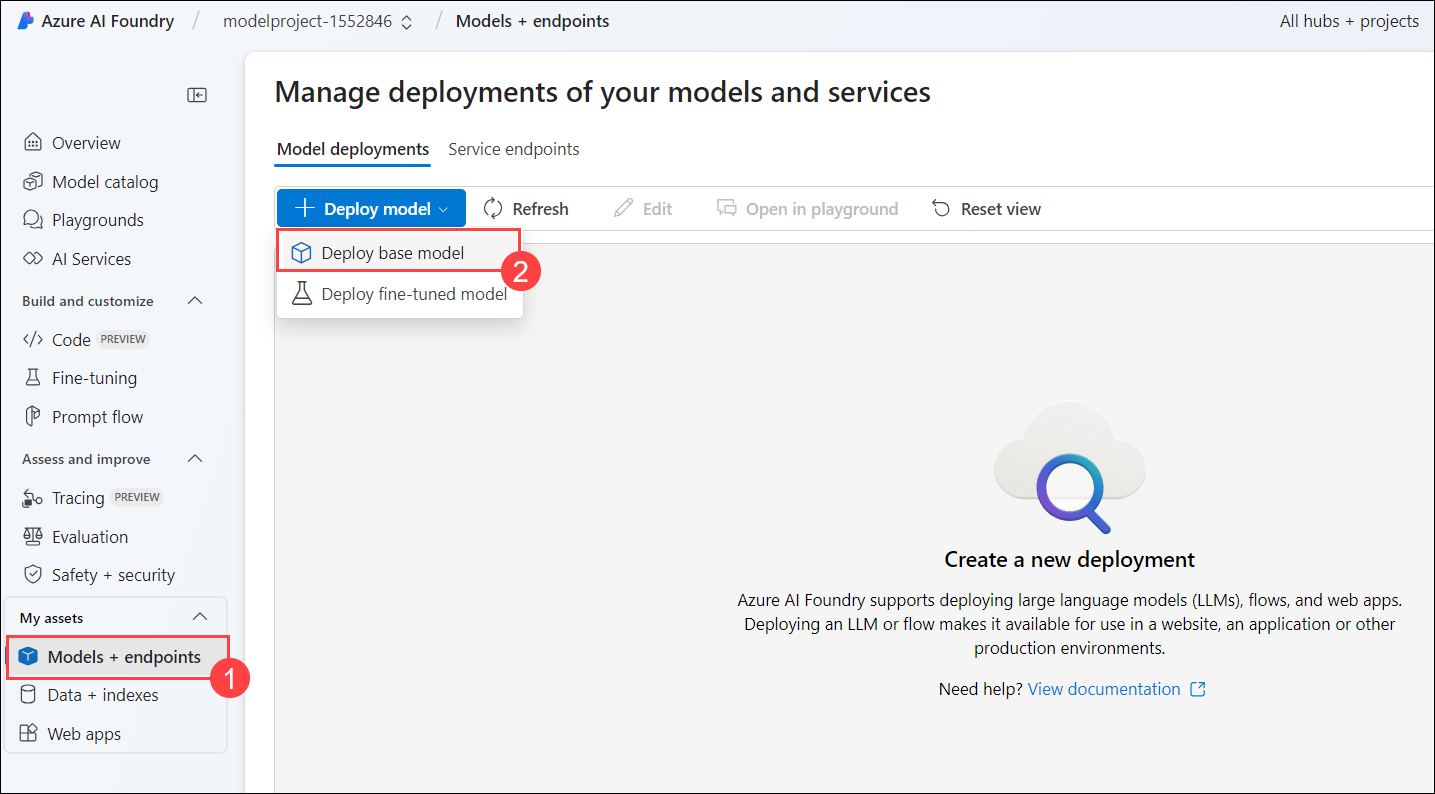 Azure AI Foundry / modelproject-1552846 / Models + endpoints
All hubs + projects
Overview
Model catalog
Playgrounds
AI Services
Build and customize
Code PREVIEW
Fine-tuning
Prompt flow
Assess and improve
Tracing PREVIEW
Evaluation
Safety + security
My assets
Models + endpoints
1
Data + indexes
Web apps
Manage deployments of your models and services
Model deployments Service endpoints
Deploy model Refresh Edit Open in playground Reset view
Deploy base model
2
Deploy fine-tuned model
Create a new deployment
Azure AI Foundry supports deploying large language models (LLMs), flows, and web apps.
Deploying an LLM or flow makes it available for use in a website, an application or other
production environments.
Need help? View documentation